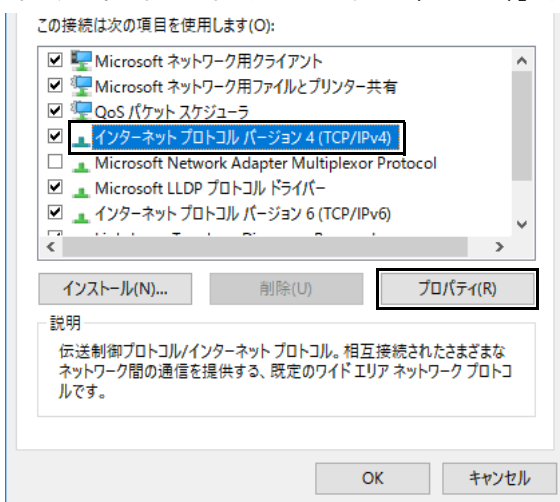 この接続は次の項目を使用します(O):
Microsoft ネットワーク用クライアント
Microsoft ネットワーク用ファイルとプリンター共有
QoS パケット スケジューラ
インターネット プロトコル バージョン 4 (TCP/IPv4)
Microsoft Network Adapter Multiplexor Protocol
Microsoft LLDP プロトコル ドライバー
インターネット プロトコル バージョン 6 (TCP/IPv6)
インストール(N)...
削除(U)
プロパティ(R)
説明
伝送制御プロトコル/インターネット プロトコル。相互接続されたさまざまな
ネットワーク間の通信を提供する、既定のワイド エリア ネットワーク プロトコ
ルです。
OK
キャンセル